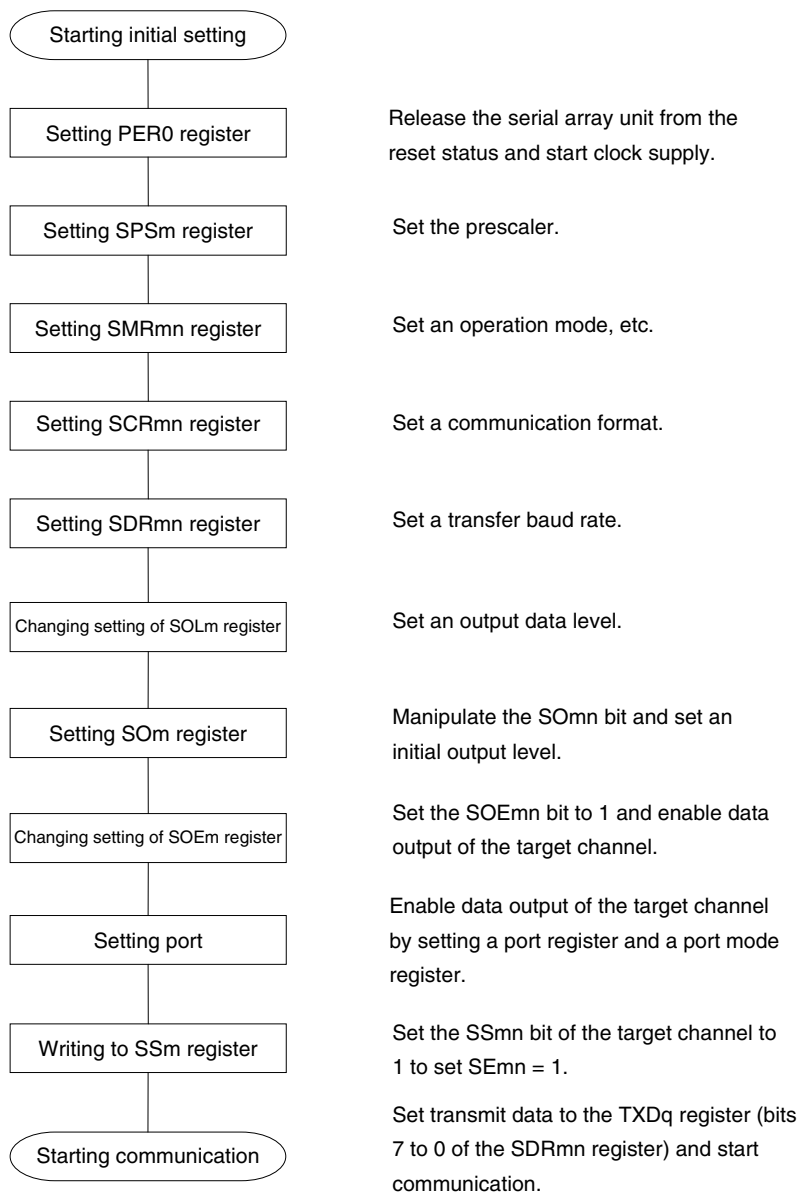 Starting initial setting
Setting PER0 register
Release the serial array unit from the
reset status and start clock supply.
Setting SPSm register
Set the prescaler.
Setting SMRmn register
Set an operation mode, etc.
Setting SCRmn register
Set a communication format.
Setting SDRmn register
Set a transfer baud rate.
Changing setting of SOLm register
Set an output data level.
Setting SOm register
Manipulate the SOmn bit and set an
initial output level.
Changing setting of SOEm register
Set the SOEmn bit to 1 and enable data
output of the target channel.
Setting port
Enable data output of the target channel
by setting a port register and a port mode
register.
Writing to SSm register
Set the SSmn bit of the target channel to
1 to set SEmn = 1.
Starting communication
Set transmit data to the TXDq register (bits
7 to 0 of the SDRmn register) and start
communication.